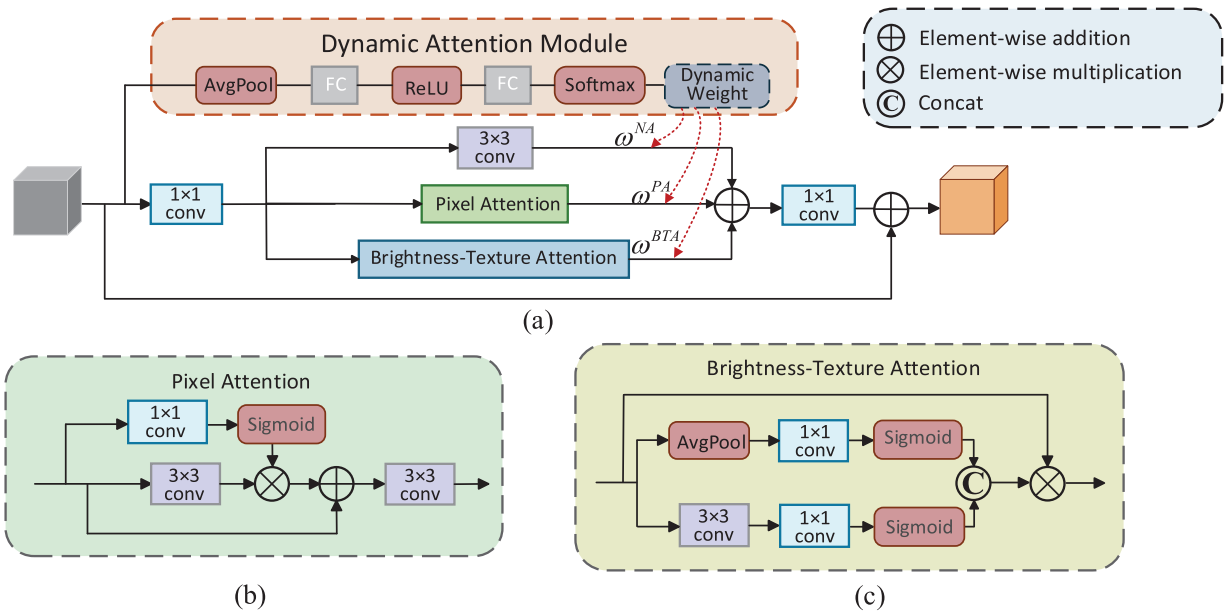 Dynamic Attention Module
AvgPool
FC
ReLU
FC
Softmax
Dynamic
Weight
Element-wise addition
Element-wise multiplication
C Concat
3×3
conv
ω^NA
1×1
conv
Pixel Attention
ω^PA
1×1
conv
Brightness-Texture Attention
ω^BTA
(a)
Pixel Attention
1×1
conv
Sigmoid
3×3
conv
3×3
conv
(b)
Brightness-Texture Attention
AvgPool
1×1
conv
Sigmoid
C
3×3
conv
1×1
conv
Sigmoid
(c)